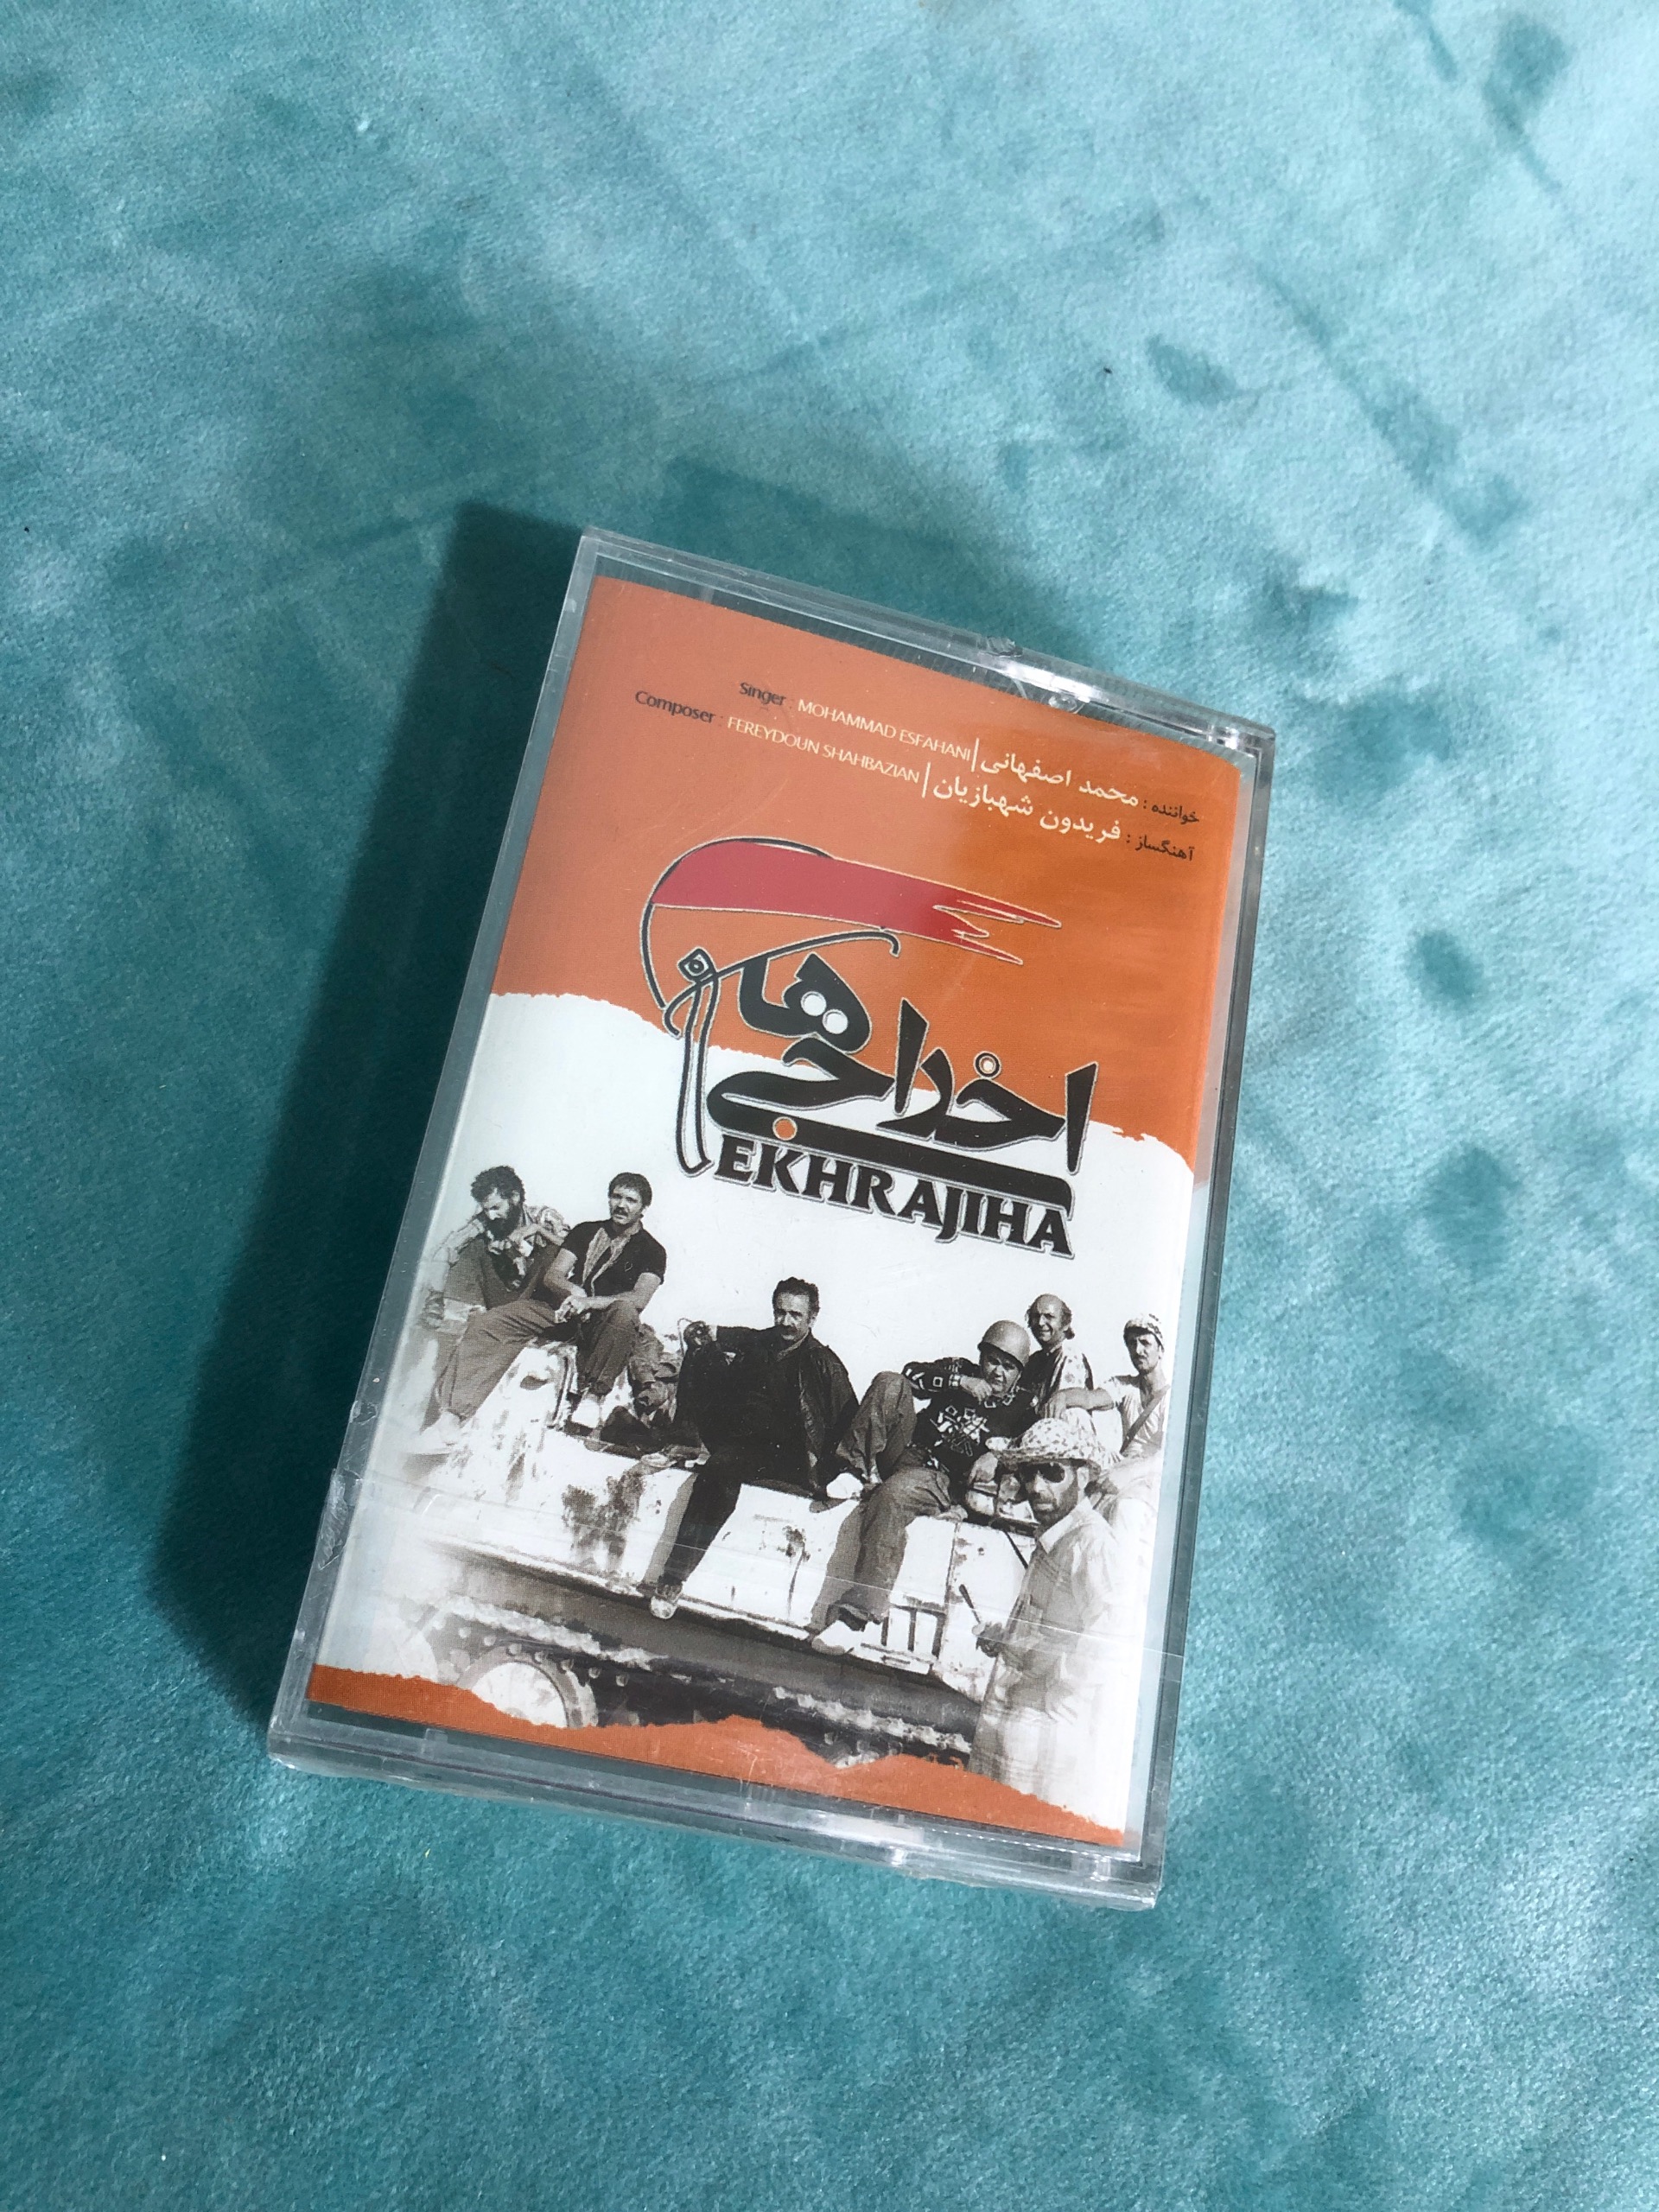 Singer : MOHAMMAD ESFAHANI | خواننده : محمد اصفهانی
Composer : FEREYDOUN SHAHBAZIAN | آهنگساز : فریدون شهبازیان
اخراجی‌ها
EKHRAJIHA